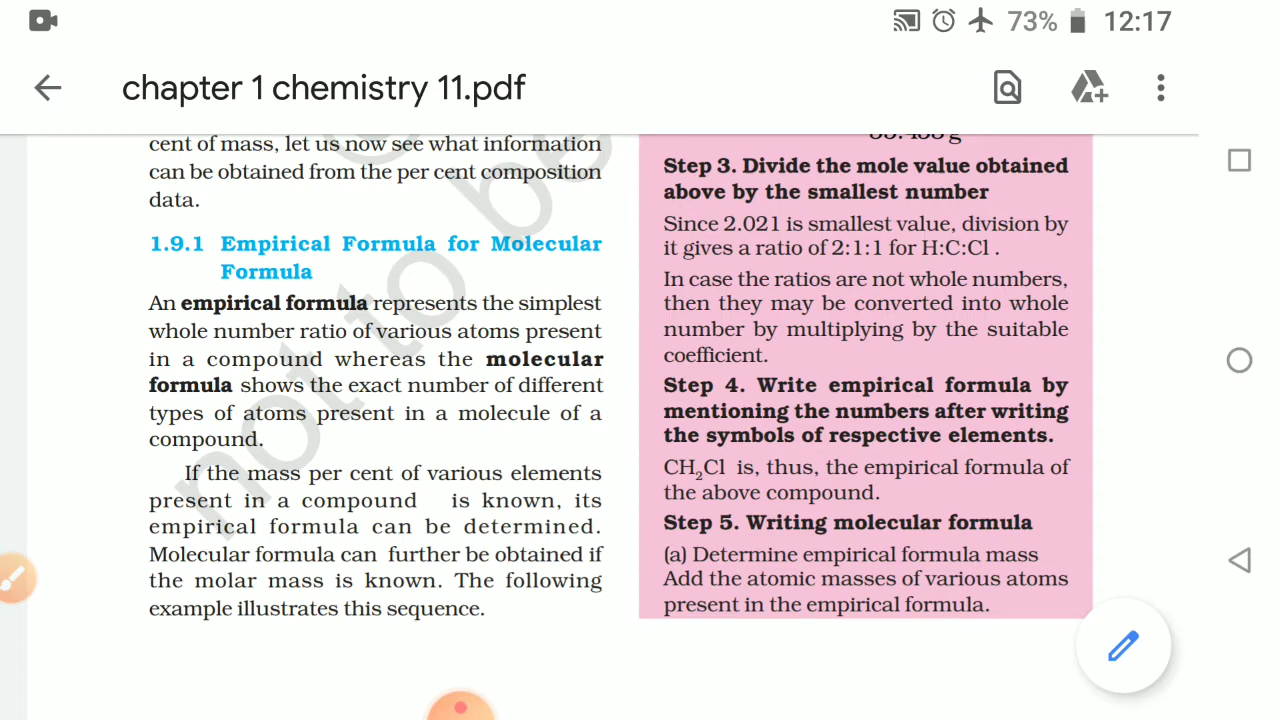 73% 12:17
chapter 1 chemistry 11.pdf
cent of mass, let us now see what information
can be obtained from the per cent composition
data.
1.9.1 Empirical Formula for Molecular
Formula
An empirical formula represents the simplest
whole number ratio of various atoms present
in a compound whereas the molecular
formula shows the exact number of different
types of atoms present in a molecule of a
compound.
If the mass per cent of various elements
present in a compound is known, its
empirical formula can be determined.
Molecular formula can further be obtained if
the molar mass is known. The following
example illustrates this sequence.
not to be
Step 3. Divide the mole value obtained
above by the smallest number
Since 2.021 is smallest value, division by
it gives a ratio of 2:1:1 for H:C:Cl .
In case the ratios are not whole numbers,
then they may be converted into whole
number by multiplying by the suitable
coefficient.
Step 4. Write empirical formula by
mentioning the numbers after writing
the symbols of respective elements.
CH₂Cl is, thus, the empirical formula of
the above compound.
Step 5. Writing molecular formula
(a) Determine empirical formula mass
Add the atomic masses of various atoms
present in the empirical formula.